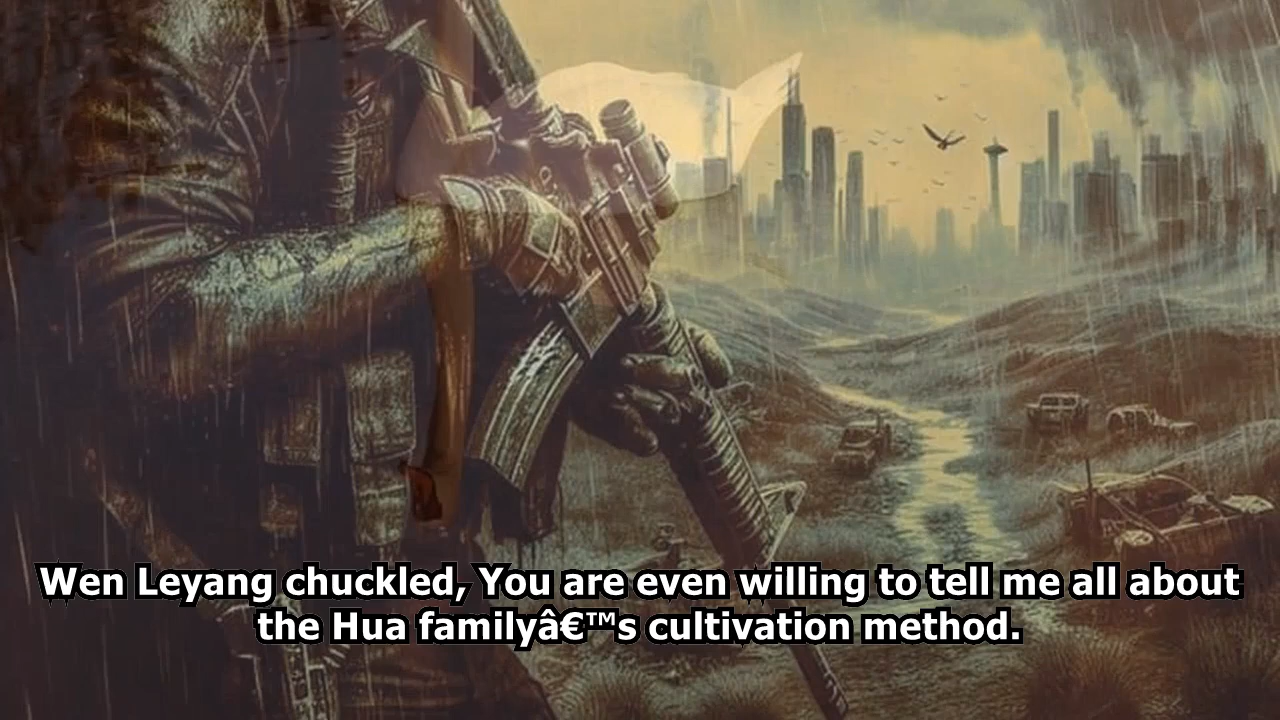 Wen Leyang chuckled, You are even willing to tell me all about
the Hua familyâ€™s cultivation method.